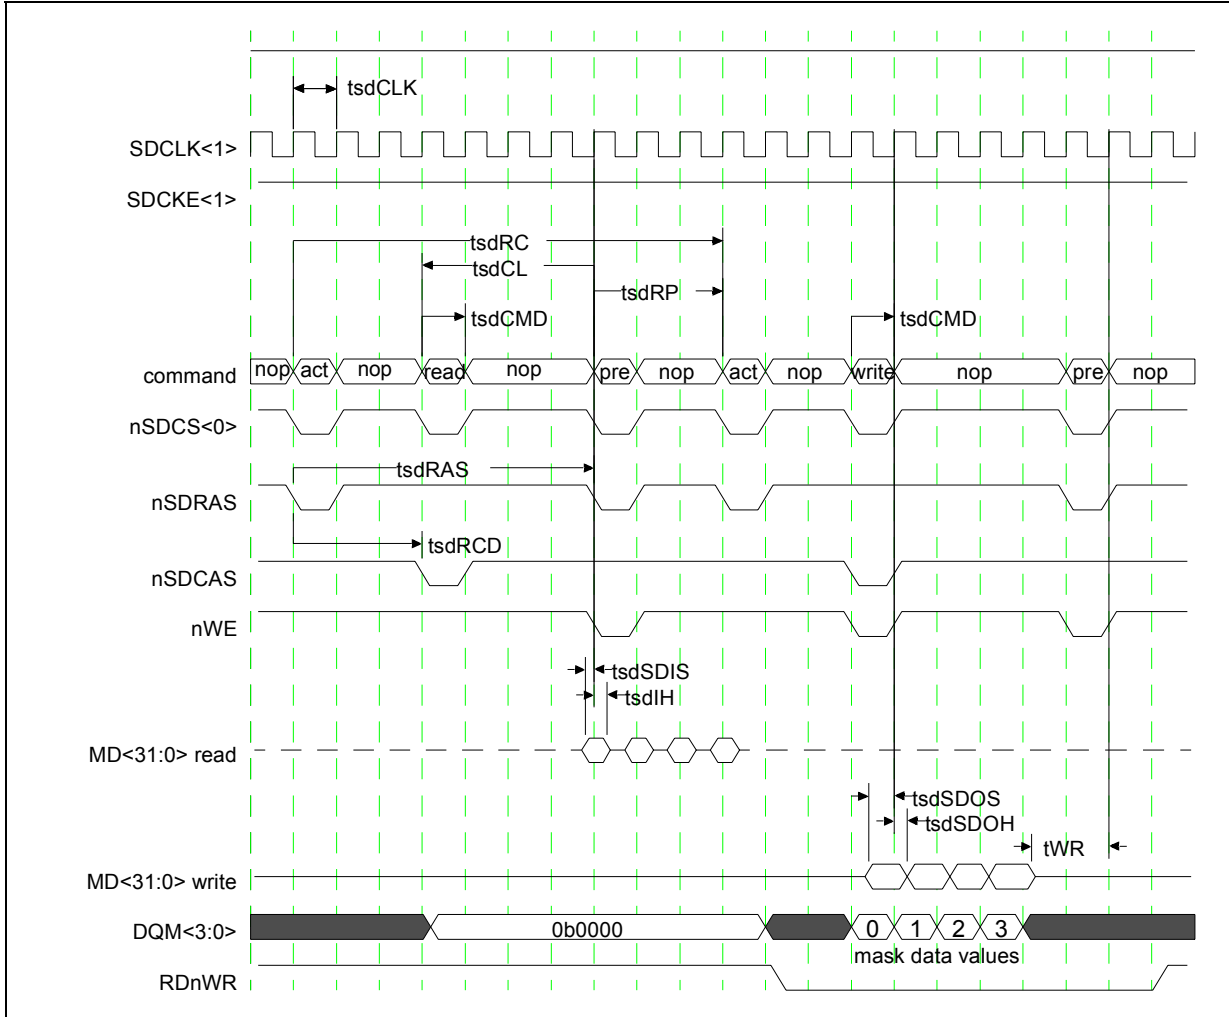 tsdCLK
SDCLK<1>
SDCKE<1>
tsdRC
tsdCL
tsdRP
tsdCMD tsdCMD
command nop act nop read nop pre nop act nop write nop pre nop
nSDCS<0>
tsdRAS
nSDRAS
tsdRCD
nSDCAS
nWE
tsdSDIS
tsdIH
MD<31:0> read
tsdSDOS
tsdSDOH
tWR
MD<31:0> write
DQM<3:0> 0b0000 0 1 2 3
mask data values
RDnWR